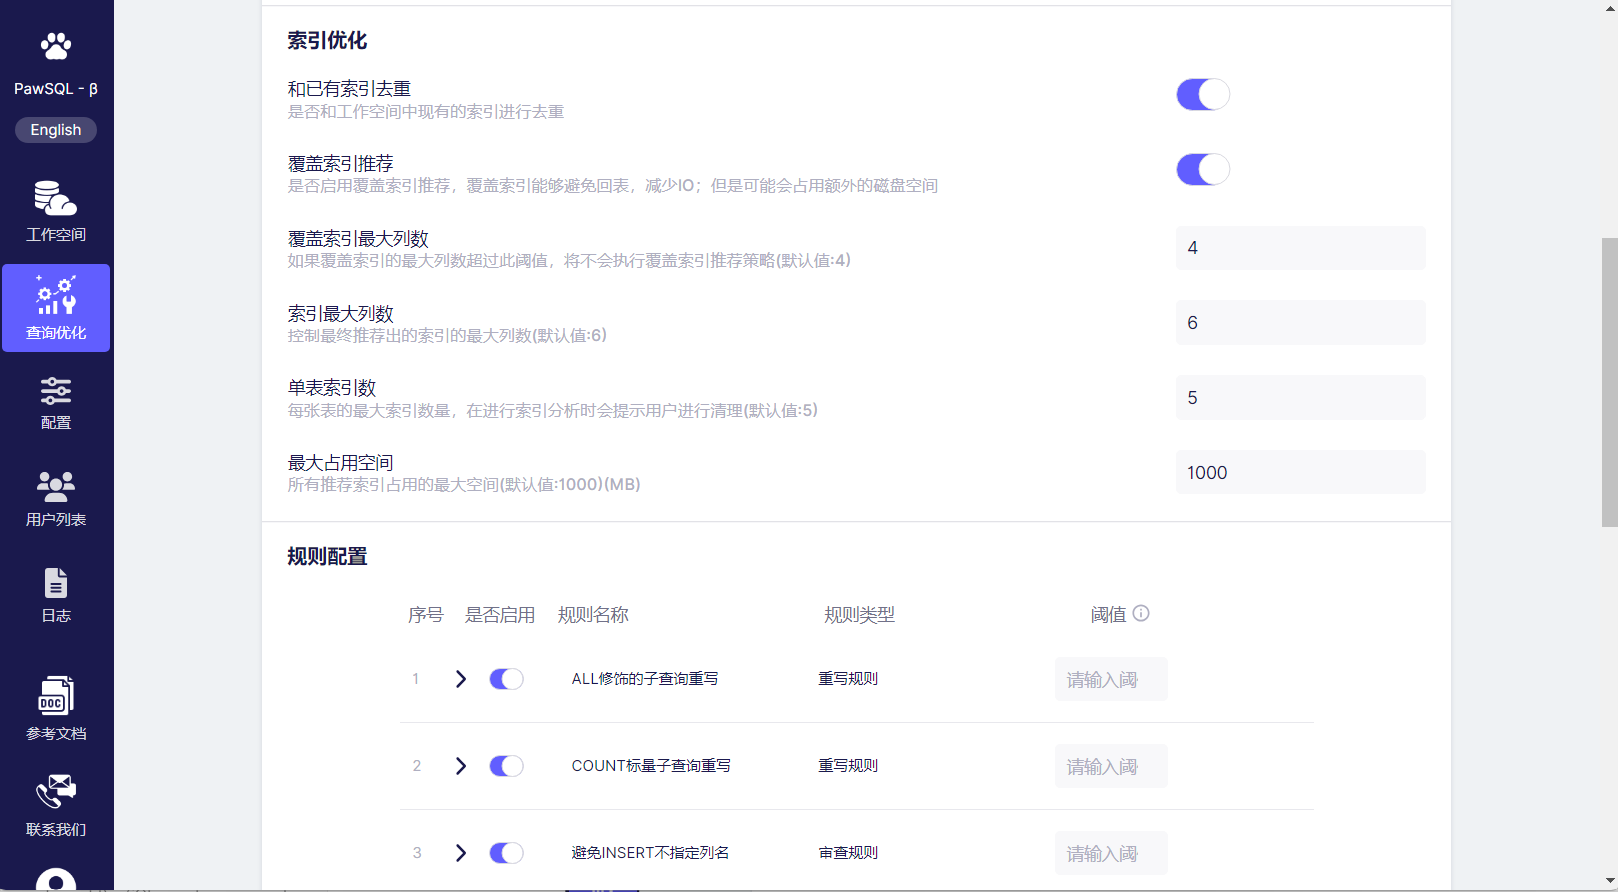 PawSQL - β
English
工作空间
查询优化
配置
用户列表
日志
DOC
参考文档
联系我们
索引优化
和已有索引去重
是否和工作空间中现有的索引进行去重
覆盖索引推荐
是否启用覆盖索引推荐，覆盖索引能够避免回表，减少IO；但是可能会占用额外的磁盘空间
覆盖索引最大列数
如果覆盖索引的最大列数超过此阈值，将不会执行覆盖索引推荐策略(默认值:4)
4
索引最大列数
控制最终推荐出的索引的最大列数(默认值:6)
6
单表索引数
每张表的最大索引数量，在进行索引分析时会提示用户进行清理(默认值:5)
5
最大占用空间
所有推荐索引占用的最大空间(默认值:1000)(MB)
1000
规则配置
序号 是否启用 规则名称 规则类型 阈值
1 ALL修饰的子查询重写 重写规则 请输入阈
2 COUNT标量子查询重写 重写规则 请输入阈
3 避免INSERT不指定列名 审查规则 请输入阈